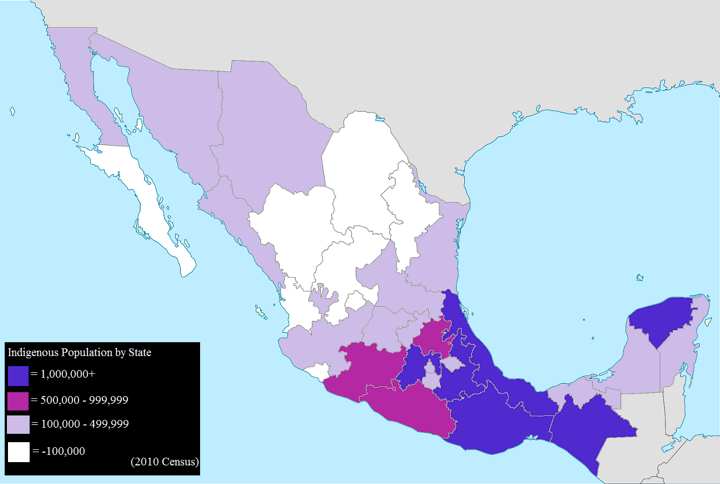 Indigenous Population by State
= 1,000,000+
= 500,000 - 999,999
= 100,000 - 499,999
= -100,000
(2010 Census)